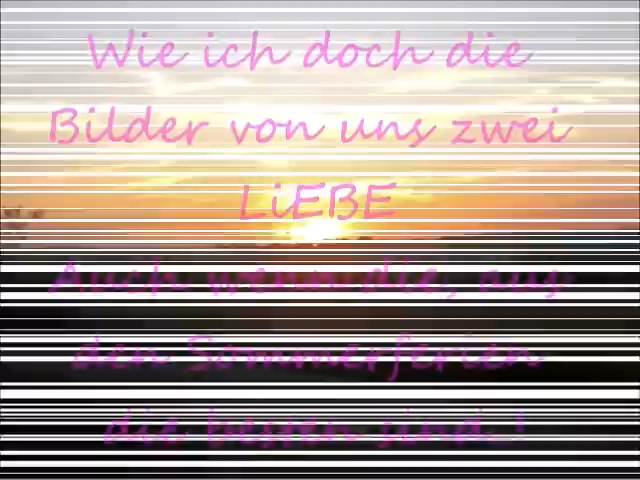 Wie ich doch die
Bilder von uns zwei
LiEBE
Auch wenn die, aus
den Sommerferien
die besten sind.!